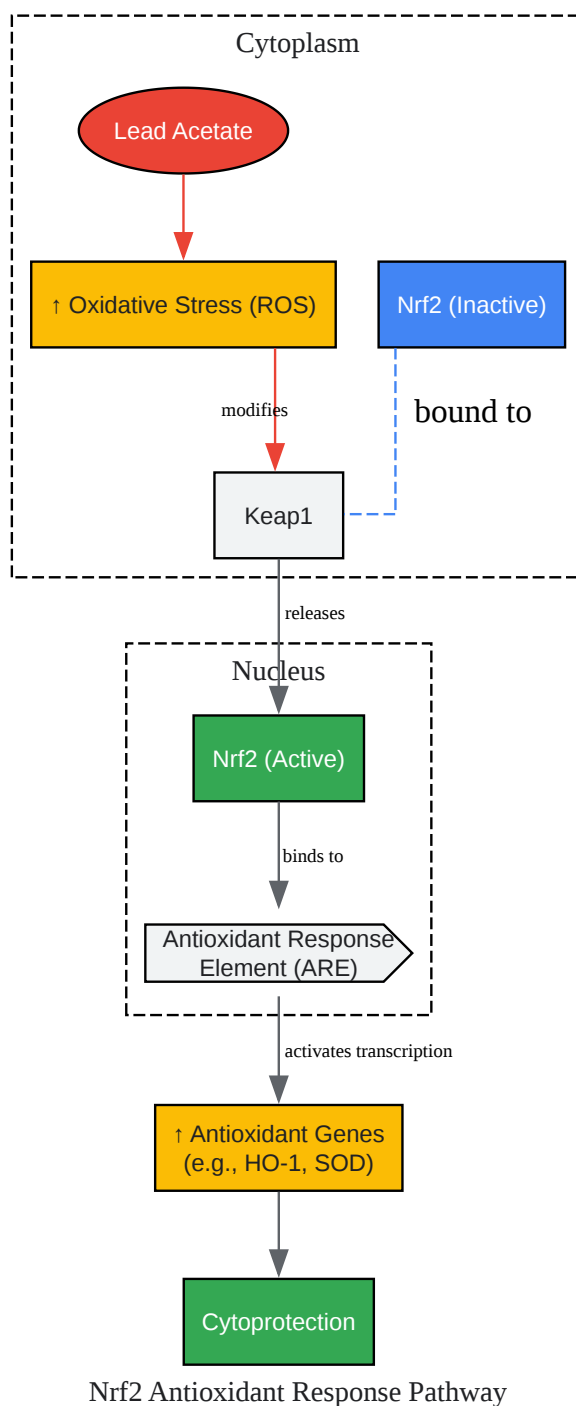 Cytoplasm
Lead Acetate
↑ Oxidative Stress (ROS)
Nrf2 (Inactive)
modifies
bound to
Keap1
releases
Nucleus
Nrf2 (Active)
binds to
Antioxidant Response
Element (ARE)
activates transcription
↑ Antioxidant Genes
(e.g., HO-1, SOD)
Cytoprotection
Nrf2 Antioxidant Response Pathway